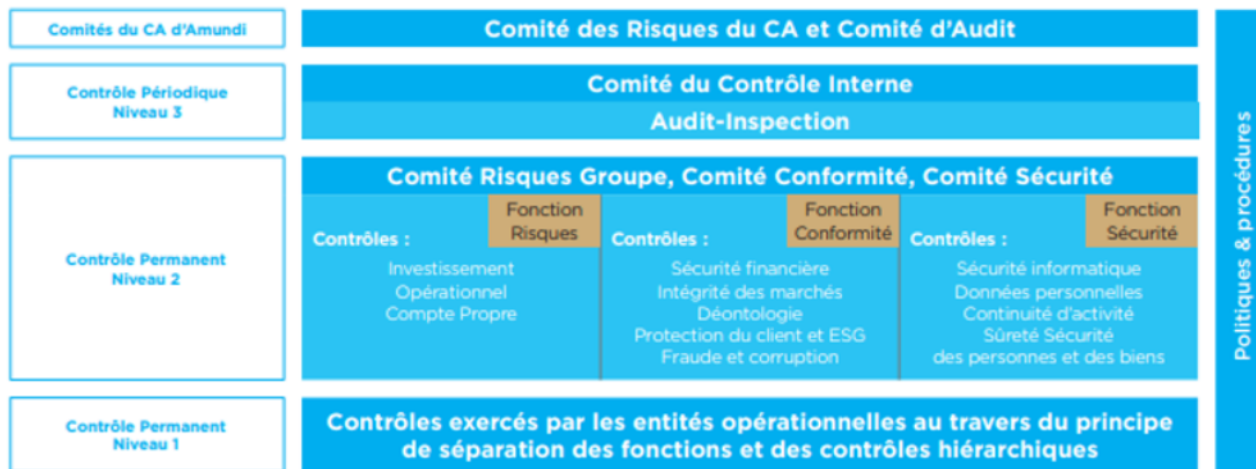 Comités du CA d'Amundi
Comité des Risques du CA et Comité d'Audit
Contrôle Périodique
Niveau 3
Comité du Contrôle Interne
Audit-Inspection
Contrôle Permanent
Niveau 2
Comité Risques Groupe, Comité Conformité, Comité Sécurité
Fonction
Risques
Contrôles :
Investissement
Opérationnel
Compte Propre
Fonction
Conformité
Contrôles :
Sécurité financière
Intégrité des marchés
Déontologie
Protection du client et ESG
Fraude et corruption
Fonction
Sécurité
Contrôles :
Sécurité informatique
Données personnelles
Continuité d'activité
Sûreté Sécurité
des personnes et des biens
Contrôle Permanent
Niveau 1
Contrôles exercés par les entités opérationnelles au travers du principe
de séparation des fonctions et des contrôles hiérarchiques
Politiques & procédures